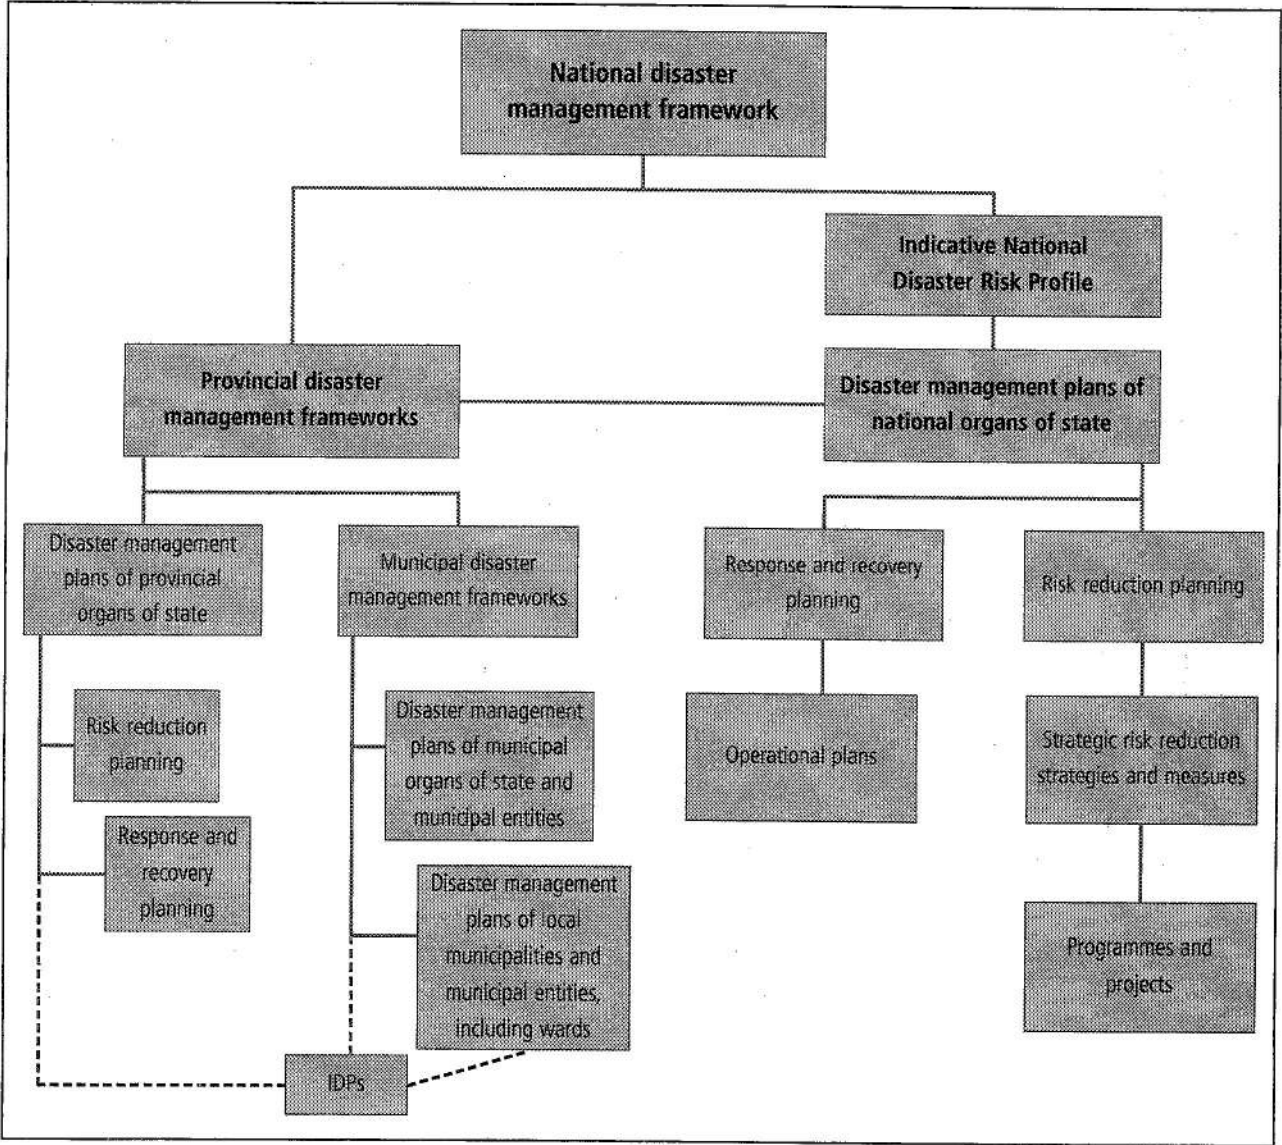 National disaster
management framework
Indicative National
Disaster Risk Profile
Provincial disaster
management frameworks
Disaster management plans of
national organs of state
Disaster management
plans of provincial
organs of state
Municipal disaster
management frameworks
Response and recovery
planning
Risk reduction planning
Risk reduction
planning
Disaster management
plans of municipal
organs of state and
municipal entities
Operational plans
Strategic risk reduction
strategies and measures
Response and
recovery
planning
Disaster management
plans of local
municipalities and
municipal entities,
including wards
Programmes and
projects
IDPs